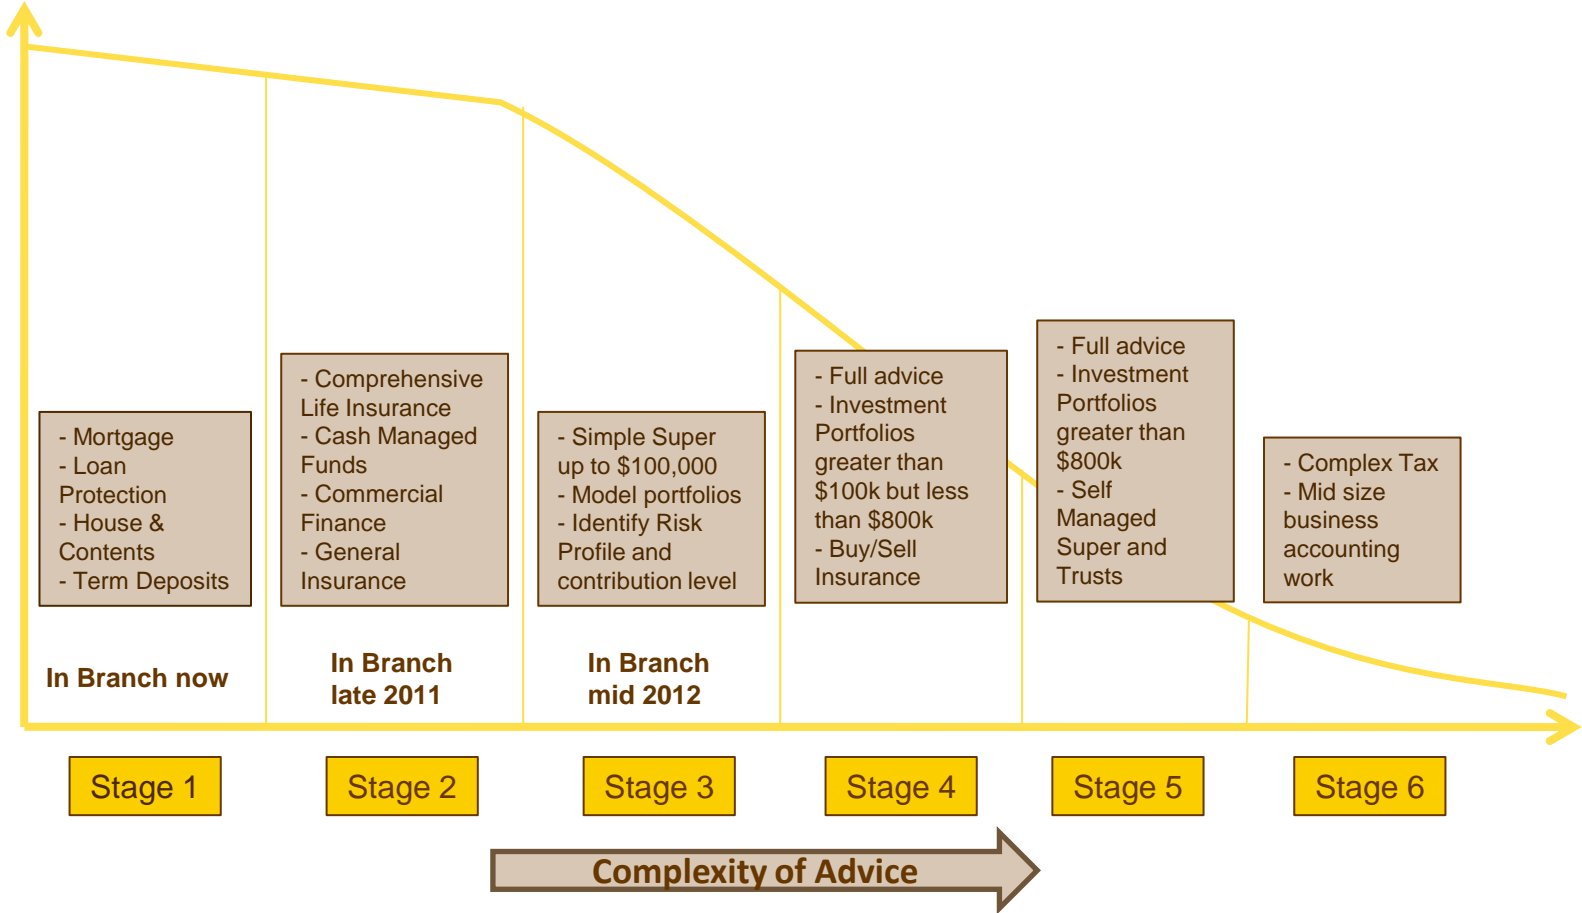 - Mortgage
- Loan
Protection
- House &
Contents
- Term Deposits
In Branch now
Stage 1
- Comprehensive
Life Insurance
- Cash Managed
Funds
- Commercial
Finance
- General
Insurance
In Branch
late 2011
Stage 2
- Simple Super
up to $100,000
- Model portfolios
- Identify Risk
Profile and
contribution level
In Branch
mid 2012
Stage 3
- Full advice
- Investment
Portfolios
greater than
$100k but less
than $800k
- Buy/Sell
Insurance
Stage 4
- Full advice
- Investment
Portfolios
greater than
$800k
- Self
Managed
Super and
Trusts
Stage 5
- Complex Tax
- Mid size
business
accounting
work
Stage 6
Complexity of Advice